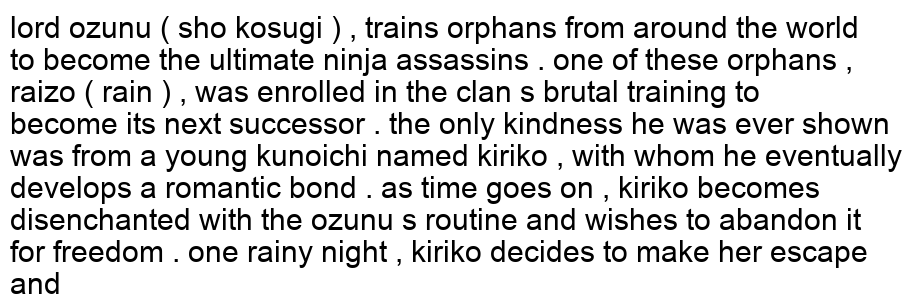 lord ozunu ( sho kosugi ) , trains orphans from around the world
to become the ultimate ninja assassins . one of these orphans ,
raizo ( rain ) , was enrolled in the clan s brutal training to
become its next successor . the only kindness he was ever shown
was from a young kunoichi named kiriko , with whom he eventually
develops a romantic bond . as time goes on , kiriko becomes
disenchanted with the ozunu s routine and wishes to abandon it
for freedom . one rainy night , kiriko decides to make her escape
and